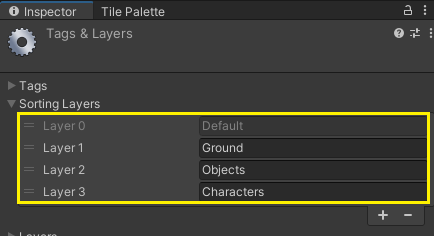 Inspector Tile Palette
Tags & Layers
Tags
Sorting Layers
Layer 0 Default
Layer 1 Ground
Layer 2 Objects
Layer 3 Characters
Layers